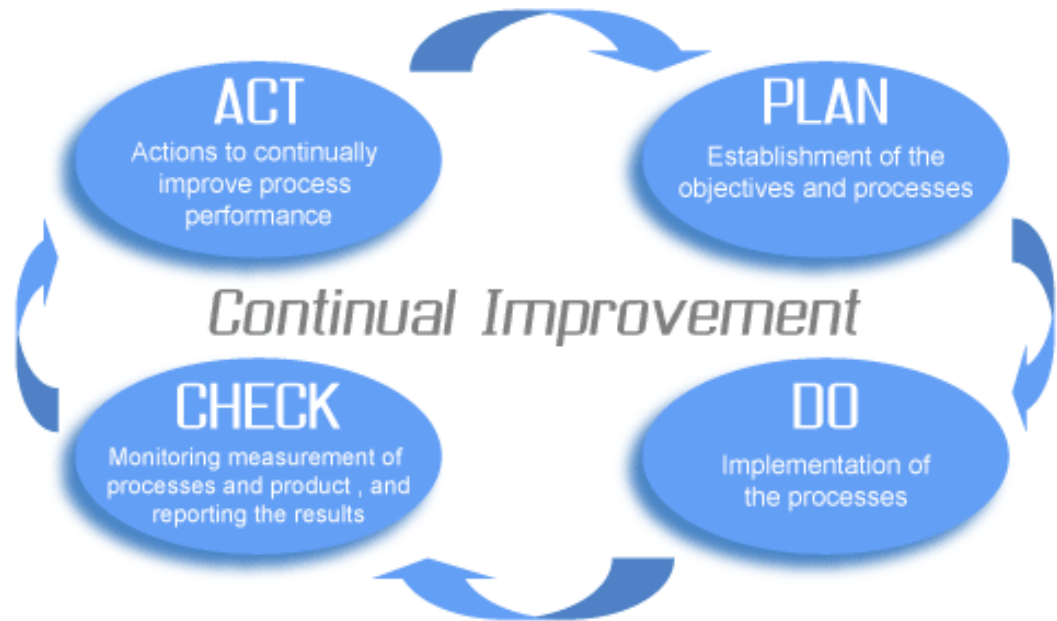 ACT
Actions to continually
improve process
performance
PLAN
Establishment of the
objectives and processes
Continual Improvement
CHECK
Monitoring measurement of
processes and product , and
reporting the results
DO
Implementation of
the processes